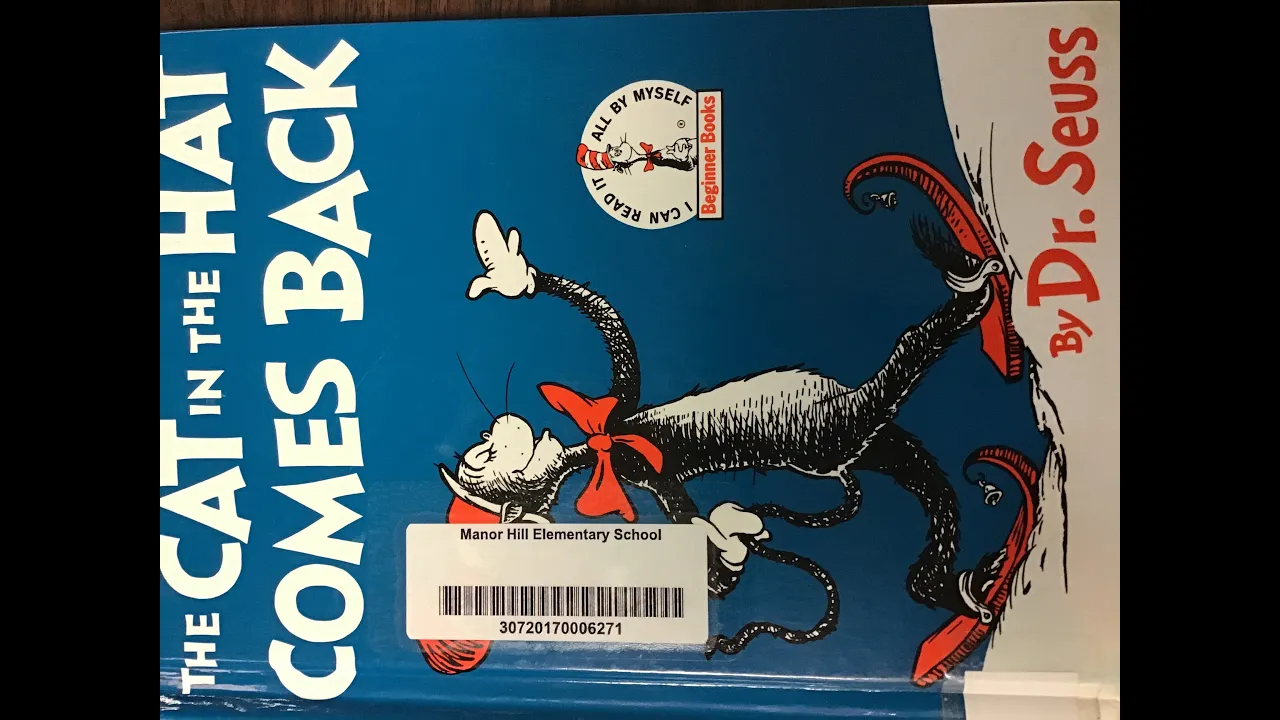 THE CAT IN THE HAT
COMES BACK
I CAN READ IT ALL BY MYSELF
®
Beginner Books
By Dr. Seuss
Manor Hill Elementary School
30720170006271